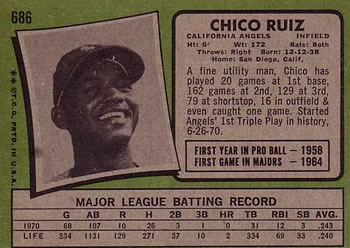 686
CHICO RUIZ
CALIFORNIA ANGELS INFIELD
Ht: 6' Wt: 172 Bats: Both
Throws: Right Born: 12-12-38
Home: San Diego, Calif.
A fine utility man, Chico has
played 20 games at 1st base,
162 games at 2nd, 129 at 3rd,
79 at shortstop, 16 in outfield &
even caught one game. Started
Angels' 1st Triple Play in history,
6-26-70.
FIRST YEAR IN PRO BALL — 1958
FIRST GAME IN MAJORS — 1964
** © T.C.G. PRTD. IN U.S.A.
MAJOR LEAGUE BATTING RECORD
G AB R H 2B 3B HR TB RBI SB AVG.
1970 68 107 10 26 3 1 0 31 12 3 .243
LIFE 534 1131 130 272 37 10 2 334 69 33 .240